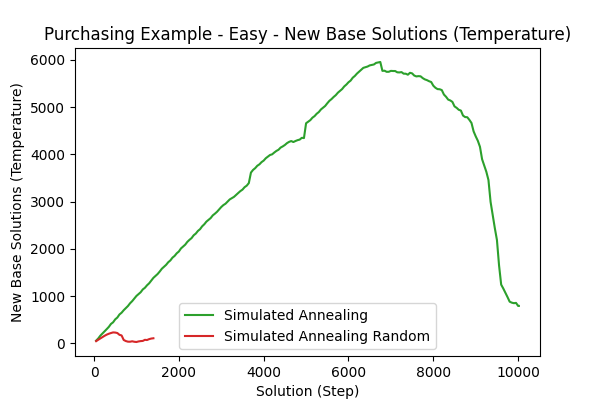 Purchasing Example - Easy - New Base Solutions (Temperature)
New Base Solutions (Temperature)
6000
5000
4000
3000
2000
1000
0
Simulated Annealing
Simulated Annealing Random
0
2000
4000
6000
8000
10000
Solution (Step)